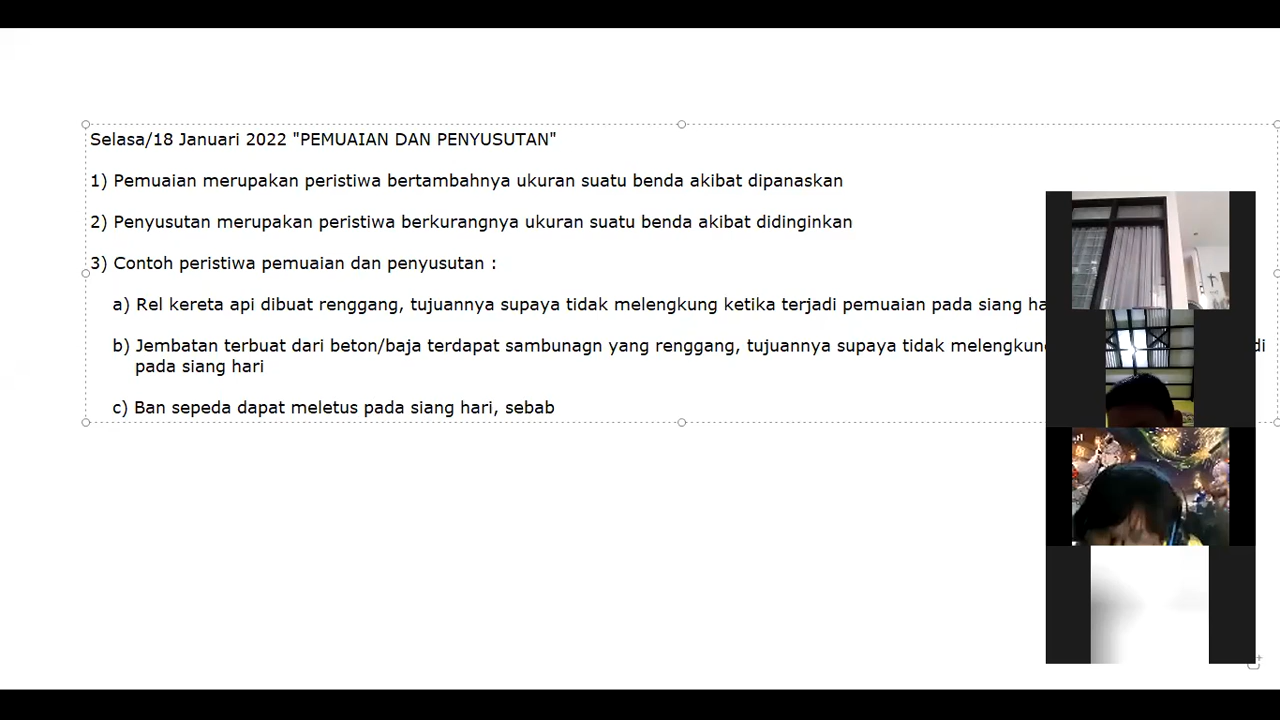 Selasa/18 Januari 2022 "PEMUAIAN DAN PENYUSUTAN"
1) Pemuaian merupakan peristiwa bertambahnya ukuran suatu benda akibat dipanaskan
2) Penyusutan merupakan peristiwa berkurangnya ukuran suatu benda akibat didinginkan
3) Contoh peristiwa pemuaian dan penyusutan :
a) Rel kereta api dibuat renggang, tujuannya supaya tidak melengkung ketika terjadi pemuaian pada siang
b) Jembatan terbuat dari beton/baja terdapat sambunagn yang renggang, tujuannya supaya tidak
pada siang hari
c) Ban sepeda dapat meletus pada siang hari, sebab